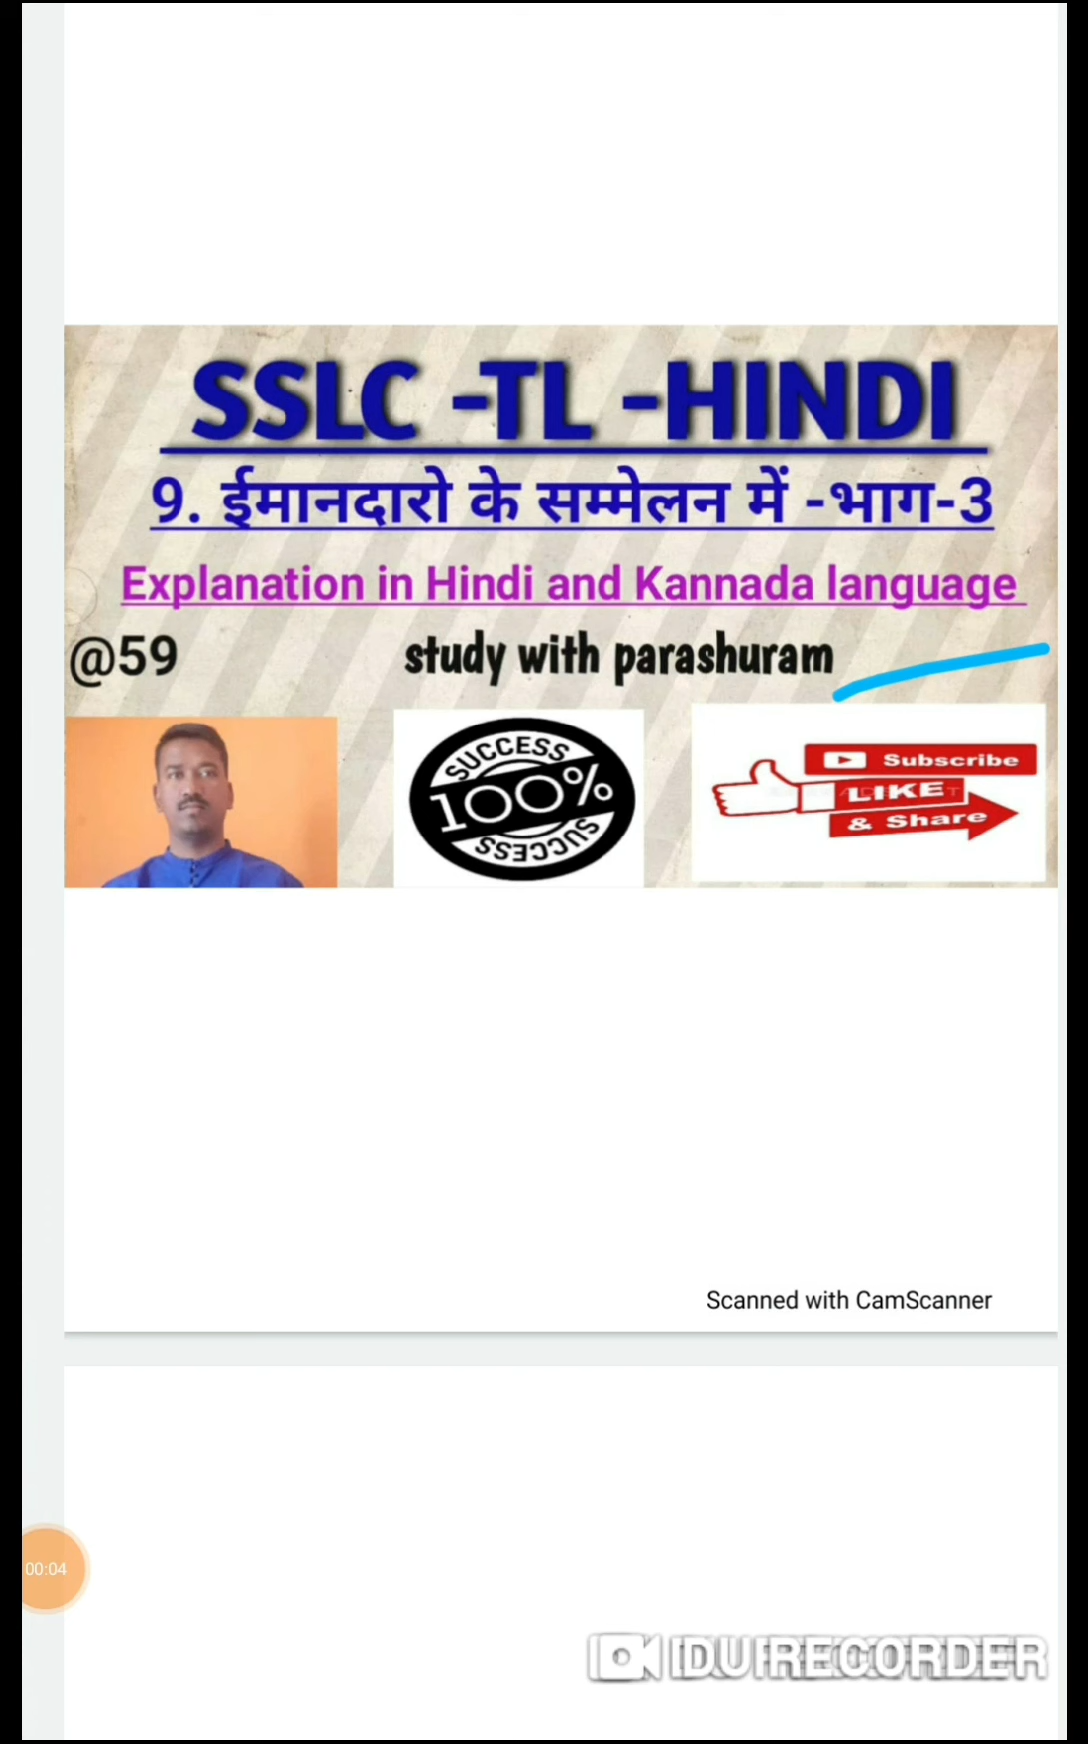 SSLC -TL -HINDI
9. ईमानदारो के सम्मेलन में -भाग-3
Explanation in Hindi and Kannada language
@59
study with parashuram
SUCCESS
100%
SUCCESS
Subscribe
LIKE
& Share
Scanned with CamScanner
00:04
DU RECORDER